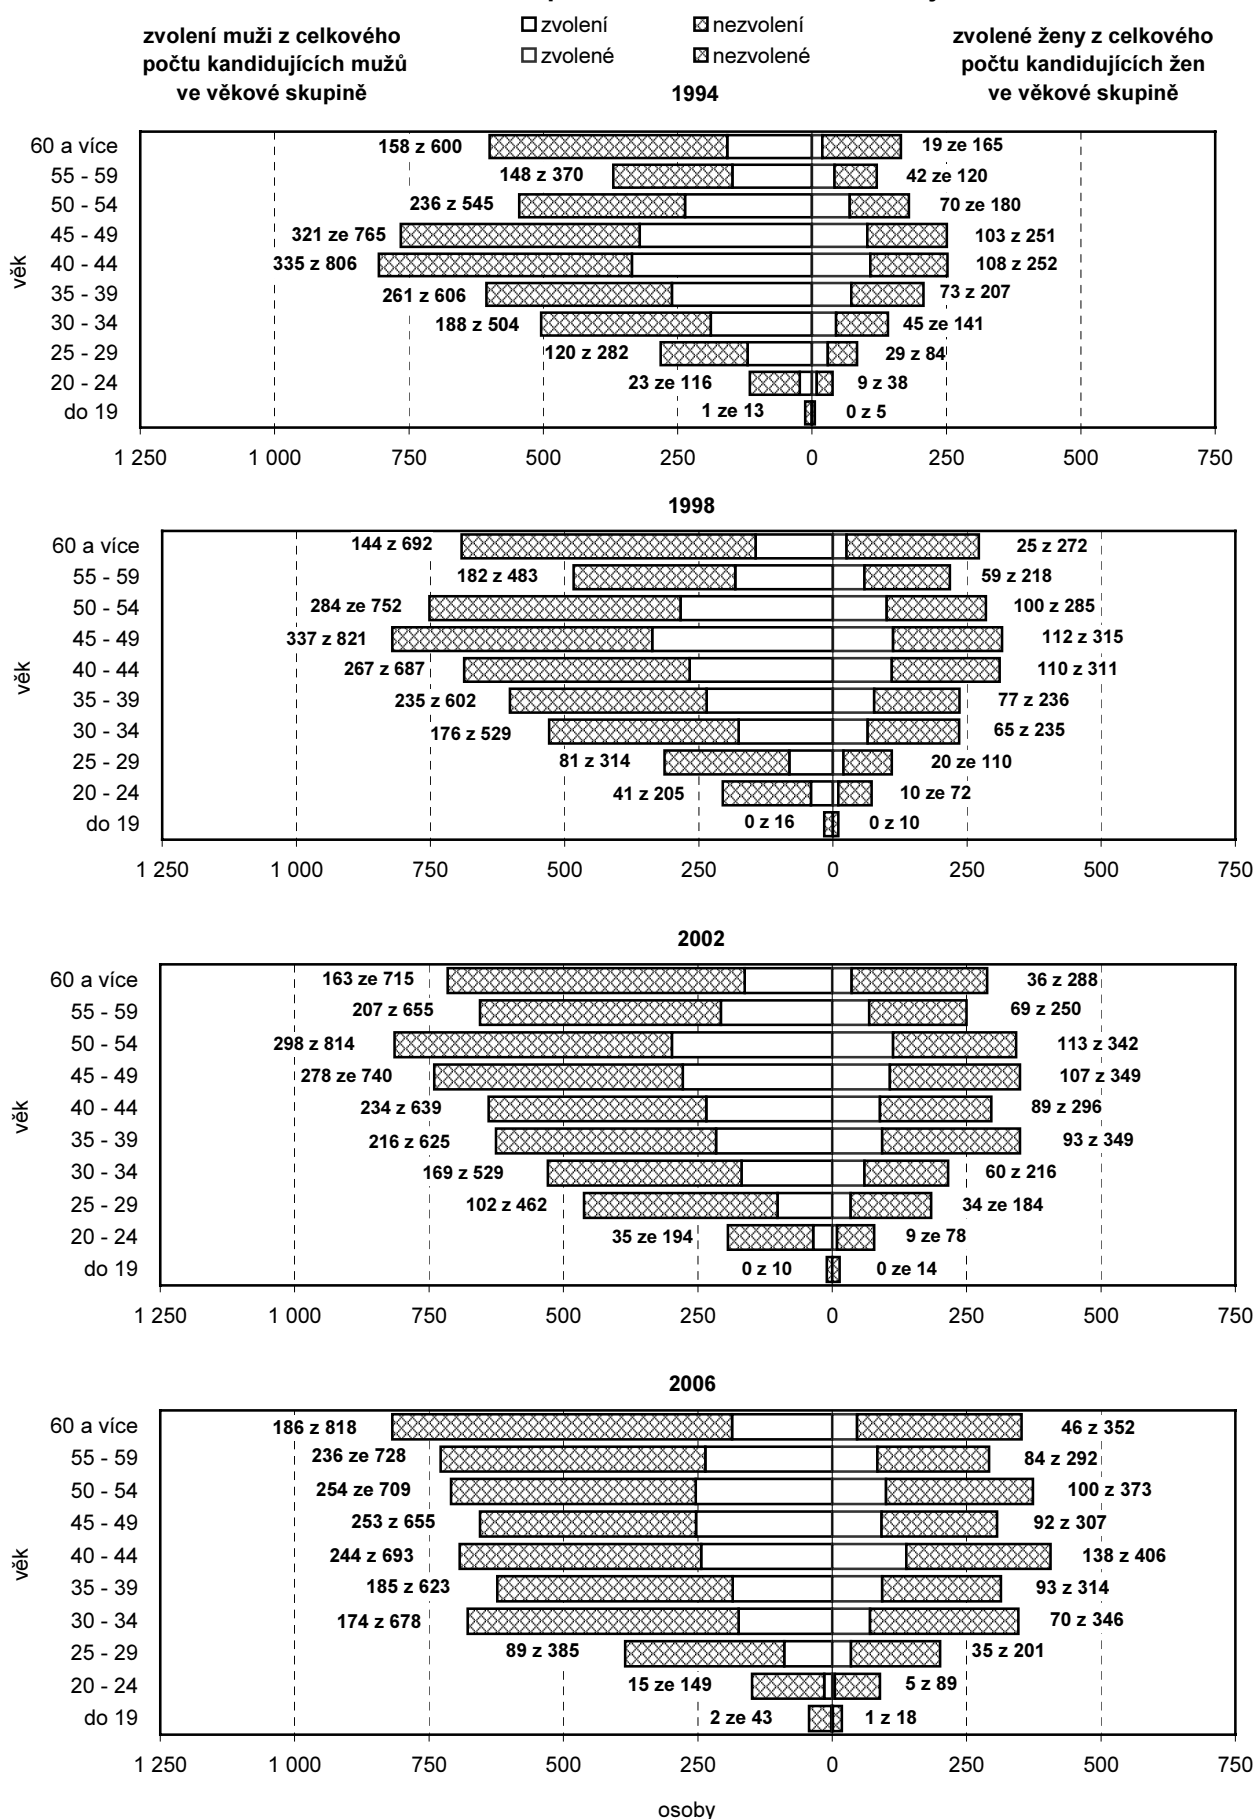 zvolení nezvolení
zvolené nezvolené
zvolení muži z celkového
počtu kandidujících mužů
ve věkové skupině
zvolené ženy z celkového
počtu kandidujících žen
ve věkové skupině
1994
věk
60 a více 158 z 600 19 ze 165
55 - 59 148 z 370 42 ze 120
50 - 54 236 z 545 70 ze 180
45 - 49 321 ze 765 103 z 251
40 - 44 335 z 806 108 z 252
35 - 39 261 z 606 73 z 207
30 - 34 188 z 504 45 ze 141
25 - 29 120 z 282 29 z 84
20 - 24 23 ze 116 9 z 38
do 19 1 ze 13 0 z 5
1 250 1 000 750 500 250 0 250 500 750
1998
věk
60 a více 144 z 692 25 z 272
55 - 59 182 z 483 59 z 218
50 - 54 284 ze 752 100 z 285
45 - 49 337 z 821 112 z 315
40 - 44 267 z 687 110 z 311
35 - 39 235 z 602 77 z 236
30 - 34 176 z 529 65 z 235
25 - 29 81 z 314 20 ze 110
20 - 24 41 z 205 10 ze 72
do 19 0 z 16 0 z 10
1 250 1 000 750 500 250 0 250 500 750
2002
věk
60 a více 163 ze 715 36 z 288
55 - 59 207 z 655 69 z 250
50 - 54 298 z 814 113 z 342
45 - 49 278 ze 740 107 z 349
40 - 44 234 z 639 89 z 296
35 - 39 216 z 625 93 z 349
30 - 34 169 z 529 60 z 216
25 - 29 102 z 462 34 ze 184
20 - 24 35 ze 194 9 ze 78
do 19 0 z 10 0 ze 14
1 250 1 000 750 500 250 0 250 500 750
2006
věk
60 a více 186 z 818 46 z 352
55 - 59 236 ze 728 84 z 292
50 - 54 254 ze 709 100 z 373
45 - 49 253 z 655 92 z 307
40 - 44 244 z 693 138 z 406
35 - 39 185 z 623 93 z 314
30 - 34 174 z 678 70 z 346
25 - 29 89 z 385 35 z 201
20 - 24 15 ze 149 5 z 89
do 19 2 ze 43 1 z 18
1 250 1 000 750 500 250 0 250 500 750
osoby